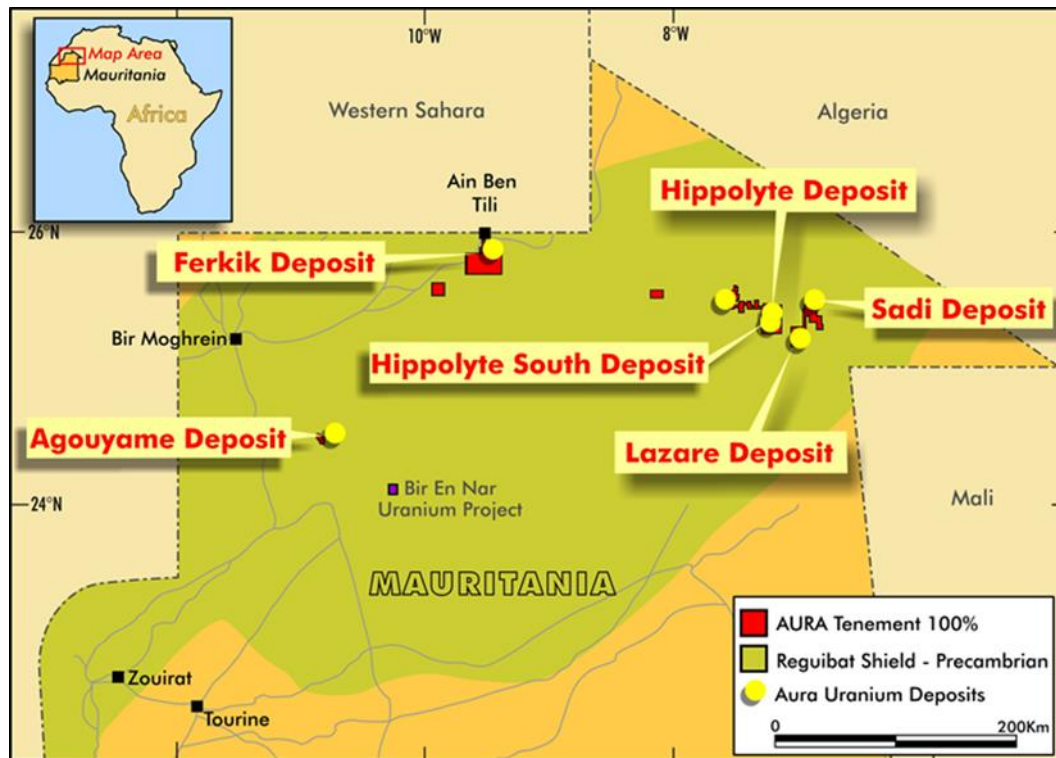 10°W
8°W
Map Area
Mauritania
Africa
Western Sahara
Algeria
Ain Ben
Tili
Hippolyte Deposit
26°N
Ferkik Deposit
Sadi Deposit
Bir Moghrein
Hippolyte South Deposit
Agouyame Deposit
Lazare Deposit
24°N
Bir En Nar
Uranium Project
Mali
MAURITANIA
AURA Tenement 100%
Reguibat Shield - Precambrian
Aura Uranium Deposits
0 200Km
Zouirat
Tourine